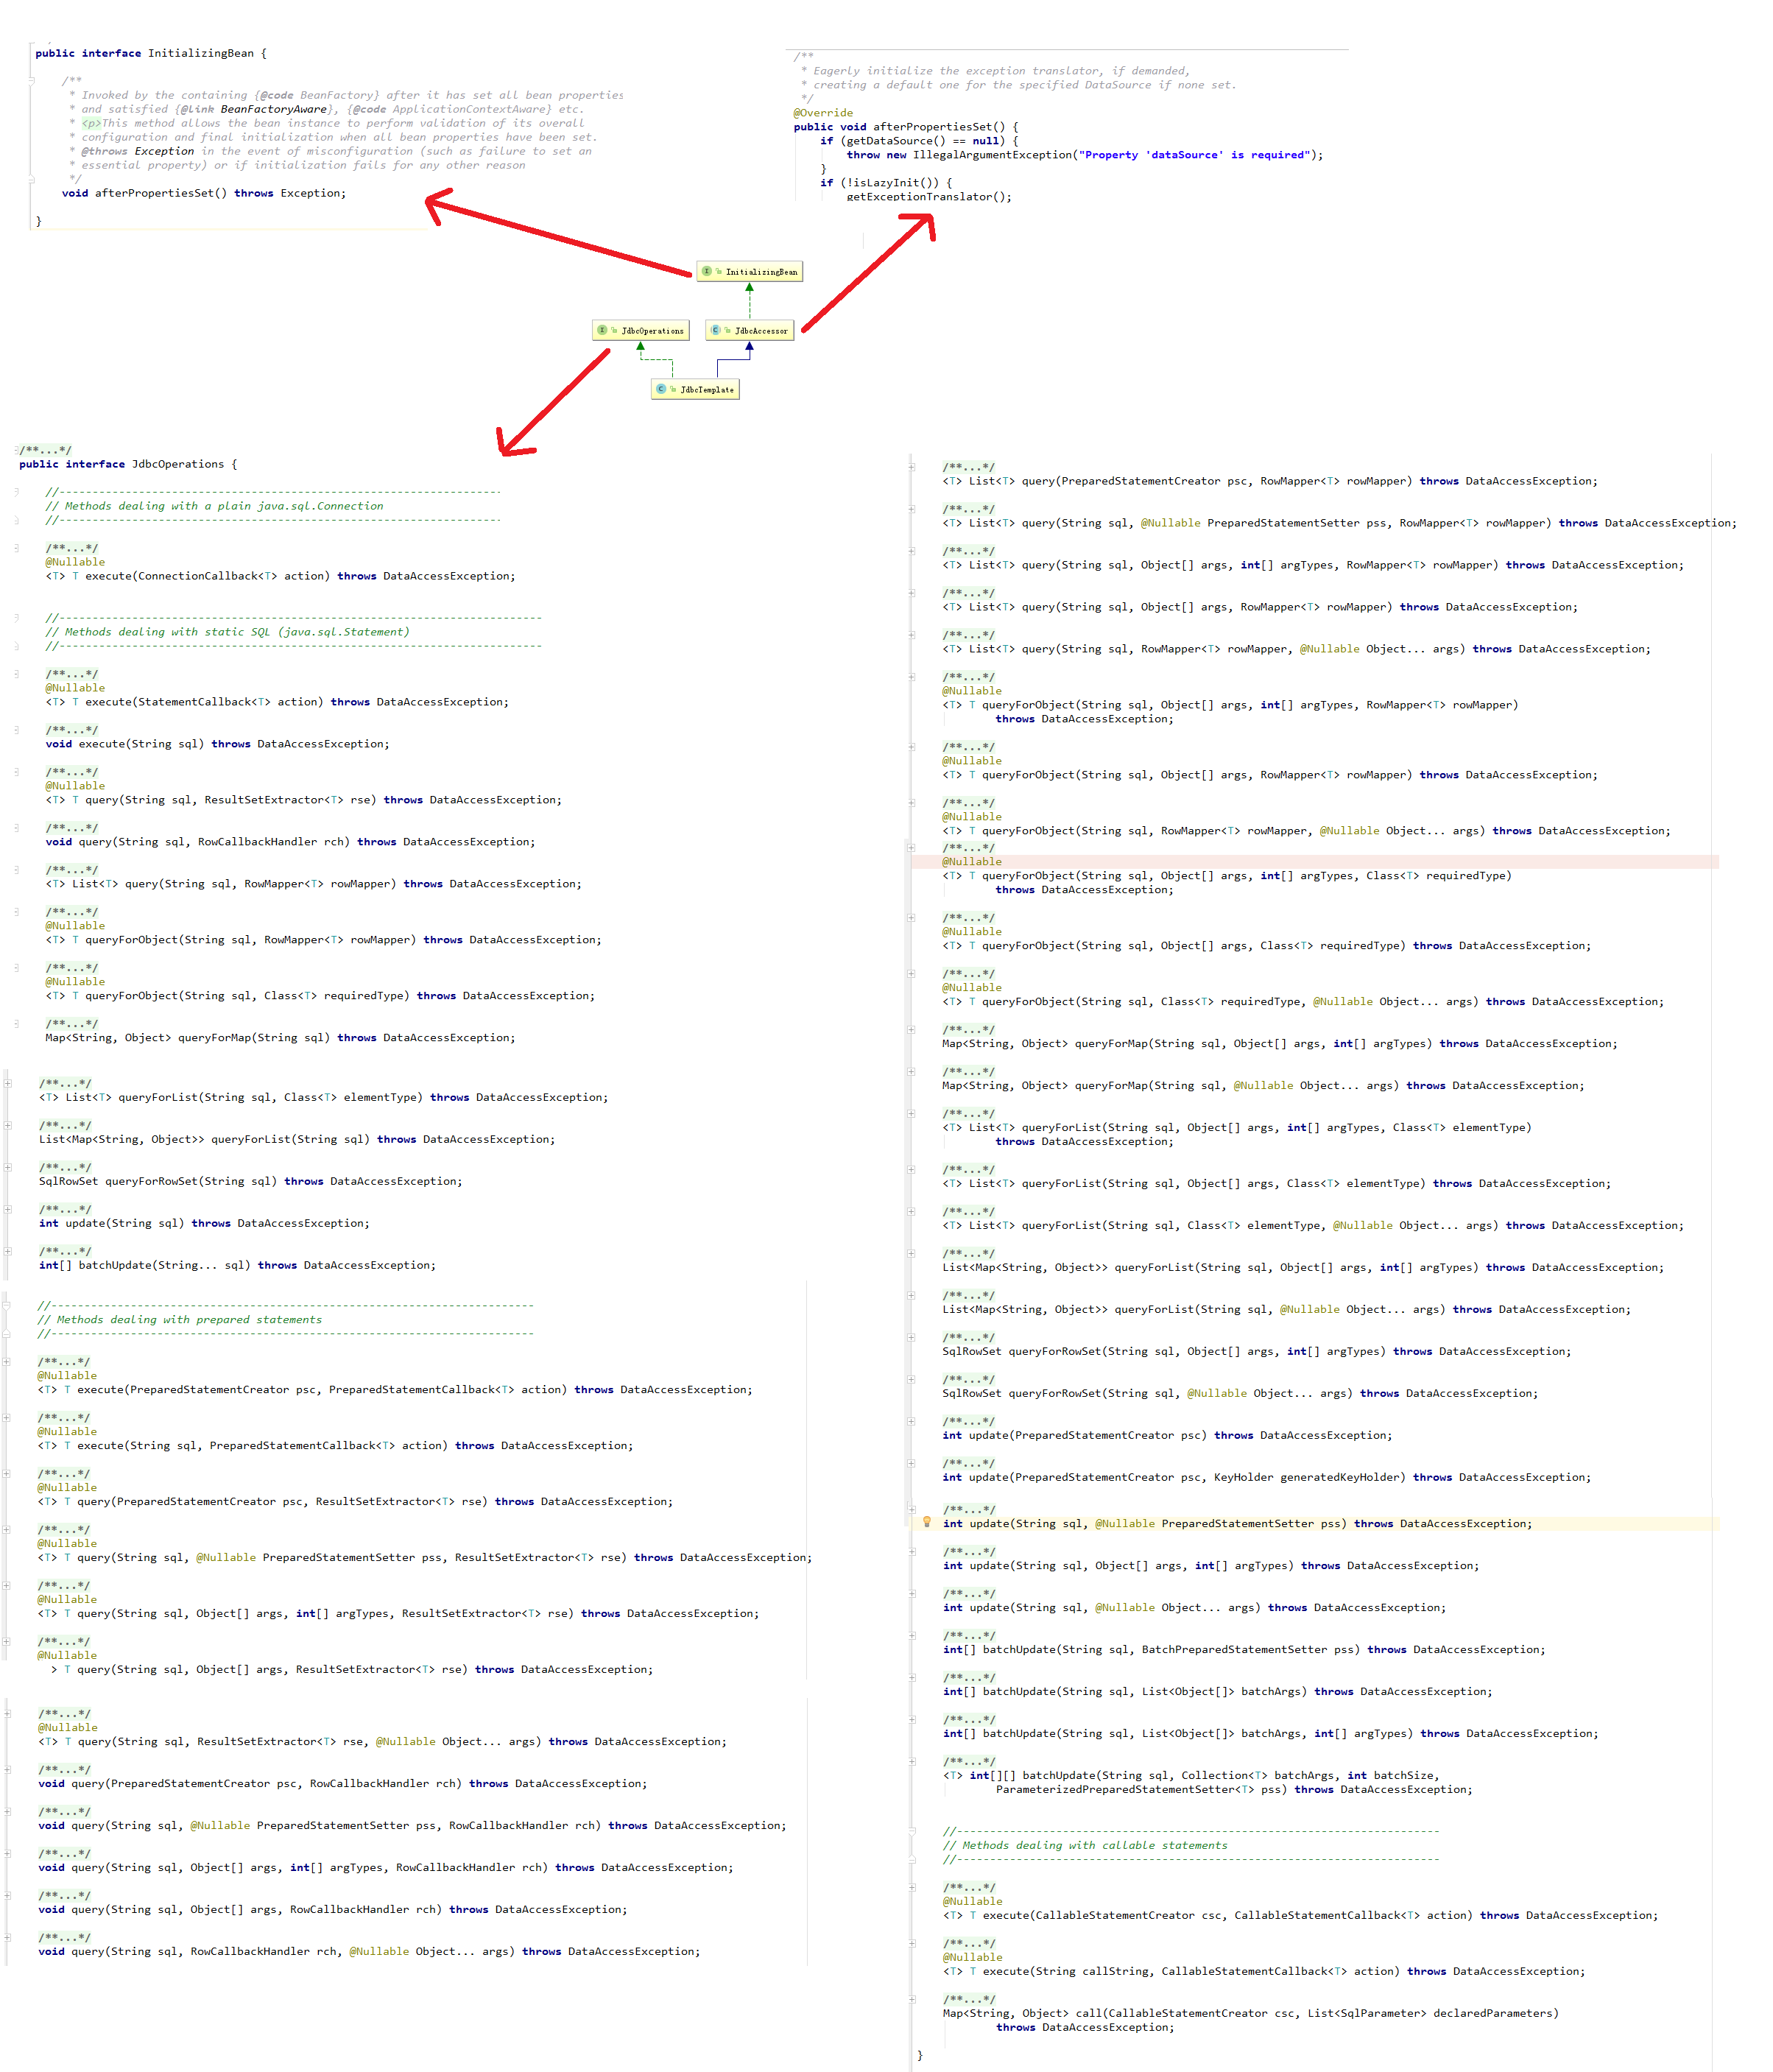 public interface InitializingBean {
/**
* Invoked by the containing {@code BeanFactory} after it has set all bean properties
* and satisfied {@link BeanFactoryAware}, {@code ApplicationContextAware} etc.
* <p>This method allows the bean instance to perform validation of its overall
* configuration and final initialization when all bean properties have been set.
* @throws Exception in the event of misconfiguration (such as failure to set an
* essential property) or if initialization fails for any other reason
*/
void afterPropertiesSet() throws Exception;
}
/**
* Eagerly initialize the exception translator, if demanded,
* creating a default one for the specified DataSource if none set.
*/
@Override
public void afterPropertiesSet() {
if (getDataSource() == null) {
throw new IllegalArgumentException("Property 'dataSource' is required");
}
if (!isLazyInit()) {
getExceptionTranslator();
InitializingBean
JdbcOperations
JdbcAccessor
JdbcTemplate
/**...*/
public interface JdbcOperations {
//-------------------------------------------------------------------
// Methods dealing with a plain java.sql.Connection
//-------------------------------------------------------------------
/**...*/
@Nullable
<T> T execute(ConnectionCallback<T> action) throws DataAccessException;
//-------------------------------------------------------------------------
// Methods dealing with static SQL (java.sql.Statement)
//-------------------------------------------------------------------------
/**...*/
@Nullable
<T> T execute(StatementCallback<T> action) throws DataAccessException;
/**...*/
void execute(String sql) throws DataAccessException;
/**...*/
@Nullable
<T> T query(String sql, ResultSetExtractor<T> rse) throws DataAccessException;
/**...*/
void query(String sql, RowCallbackHandler rch) throws DataAccessException;
/**...*/
<T> List<T> query(String sql, RowMapper<T> rowMapper) throws DataAccessException;
/**...*/
@Nullable
<T> T queryForObject(String sql, RowMapper<T> rowMapper) throws DataAccessException;
/**...*/
@Nullable
<T> T queryForObject(String sql, Class<T> requiredType) throws DataAccessException;
/**...*/
Map<String, Object> queryForMap(String sql) throws DataAccessException;
/**...*/
<T> List<T> queryForList(String sql, Class<T> elementType) throws DataAccessException;
/**...*/
List<Map<String, Object>> queryForList(String sql) throws DataAccessException;
/**...*/
SqlRowSet queryForRowSet(String sql) throws DataAccessException;
/**...*/
int update(String sql) throws DataAccessException;
/**...*/
int[] batchUpdate(String... sql) throws DataAccessException;
//-------------------------------------------------------------------------
// Methods dealing with prepared statements
//-------------------------------------------------------------------------
/**...*/
@Nullable
<T> T execute(PreparedStatementCreator psc, PreparedStatementCallback<T> action) throws DataAccessException;
/**...*/
@Nullable
<T> T execute(String sql, PreparedStatementCallback<T> action) throws DataAccessException;
/**...*/
@Nullable
<T> T query(PreparedStatementCreator psc, ResultSetExtractor<T> rse) throws DataAccessException;
/**...*/
@Nullable
<T> T query(String sql, @Nullable PreparedStatementSetter pss, ResultSetExtractor<T> rse) throws DataAccessException;
/**...*/
@Nullable
<T> T query(String sql, Object[] args, int[] argTypes, ResultSetExtractor<T> rse) throws DataAccessException;
/**...*/
@Nullable
> T query(String sql, Object[] args, ResultSetExtractor<T> rse) throws DataAccessException;
/**...*/
@Nullable
<T> T query(String sql, ResultSetExtractor<T> rse, @Nullable Object... args) throws DataAccessException;
/**...*/
void query(PreparedStatementCreator psc, RowCallbackHandler rch) throws DataAccessException;
/**...*/
void query(String sql, @Nullable PreparedStatementSetter pss, RowCallbackHandler rch) throws DataAccessException;
/**...*/
void query(String sql, Object[] args, int[] argTypes, RowCallbackHandler rch) throws DataAccessException;
/**...*/
void query(String sql, Object[] args, RowCallbackHandler rch) throws DataAccessException;
/**...*/
void query(String sql, RowCallbackHandler rch, @Nullable Object... args) throws DataAccessException;
/**...*/
<T> List<T> query(PreparedStatementCreator psc, RowMapper<T> rowMapper) throws DataAccessException;
/**...*/
<T> List<T> query(String sql, @Nullable PreparedStatementSetter pss, RowMapper<T> rowMapper) throws DataAccessException;
/**...*/
<T> List<T> query(String sql, Object[] args, int[] argTypes, RowMapper<T> rowMapper) throws DataAccessException;
/**...*/
<T> List<T> query(String sql, Object[] args, RowMapper<T> rowMapper) throws DataAccessException;
/**...*/
<T> List<T> query(String sql, RowMapper<T> rowMapper, @Nullable Object... args) throws DataAccessException;
/**...*/
@Nullable
<T> T queryForObject(String sql, Object[] args, int[] argTypes, RowMapper<T> rowMapper)
throws DataAccessException;
/**...*/
@Nullable
<T> T queryForObject(String sql, Object[] args, RowMapper<T> rowMapper) throws DataAccessException;
/**...*/
@Nullable
<T> T queryForObject(String sql, RowMapper<T> rowMapper, @Nullable Object... args) throws DataAccessException;
/**...*/
@Nullable
<T> T queryForObject(String sql, Object[] args, int[] argTypes, Class<T> requiredType)
throws DataAccessException;
/**...*/
@Nullable
<T> T queryForObject(String sql, Object[] args, Class<T> requiredType) throws DataAccessException;
/**...*/
@Nullable
<T> T queryForObject(String sql, Class<T> requiredType, @Nullable Object... args) throws DataAccessException;
/**...*/
Map<String, Object> queryForMap(String sql, Object[] args, int[] argTypes) throws DataAccessException;
/**...*/
Map<String, Object> queryForMap(String sql, @Nullable Object... args) throws DataAccessException;
/**...*/
<T> List<T> queryForList(String sql, Object[] args, int[] argTypes, Class<T> elementType)
throws DataAccessException;
/**...*/
<T> List<T> queryForList(String sql, Object[] args, Class<T> elementType) throws DataAccessException;
/**...*/
<T> List<T> queryForList(String sql, Class<T> elementType, @Nullable Object... args) throws DataAccessException;
/**...*/
List<Map<String, Object>> queryForList(String sql, Object[] args, int[] argTypes) throws DataAccessException;
/**...*/
List<Map<String, Object>> queryForList(String sql, @Nullable Object... args) throws DataAccessException;
/**...*/
SqlRowSet queryForRowSet(String sql, Object[] args, int[] argTypes) throws DataAccessException;
/**...*/
SqlRowSet queryForRowSet(String sql, @Nullable Object... args) throws DataAccessException;
/**...*/
int update(PreparedStatementCreator psc) throws DataAccessException;
/**...*/
int update(PreparedStatementCreator psc, KeyHolder generatedKeyHolder) throws DataAccessException;
/**...*/
int update(String sql, @Nullable PreparedStatementSetter pss) throws DataAccessException;
/**...*/
int update(String sql, Object[] args, int[] argTypes) throws DataAccessException;
/**...*/
int update(String sql, @Nullable Object... args) throws DataAccessException;
/**...*/
int[] batchUpdate(String sql, BatchPreparedStatementSetter pss) throws DataAccessException;
/**...*/
int[] batchUpdate(String sql, List<Object[]> batchArgs) throws DataAccessException;
/**...*/
int[] batchUpdate(String sql, List<Object[]> batchArgs, int[] argTypes) throws DataAccessException;
/**...*/
<T> int[][] batchUpdate(String sql, Collection<T> batchArgs, int batchSize,
ParameterizedPreparedStatementSetter<T> pss) throws DataAccessException;
//-------------------------------------------------------------------------
// Methods dealing with callable statements
//-------------------------------------------------------------------------
/**...*/
@Nullable
<T> T execute(CallableStatementCreator csc, CallableStatementCallback<T> action) throws DataAccessException;
/**...*/
@Nullable
<T> T execute(String callString, CallableStatementCallback<T> action) throws DataAccessException;
/**...*/
Map<String, Object> call(CallableStatementCreator csc, List<SqlParameter> declaredParameters)
throws DataAccessException;
}